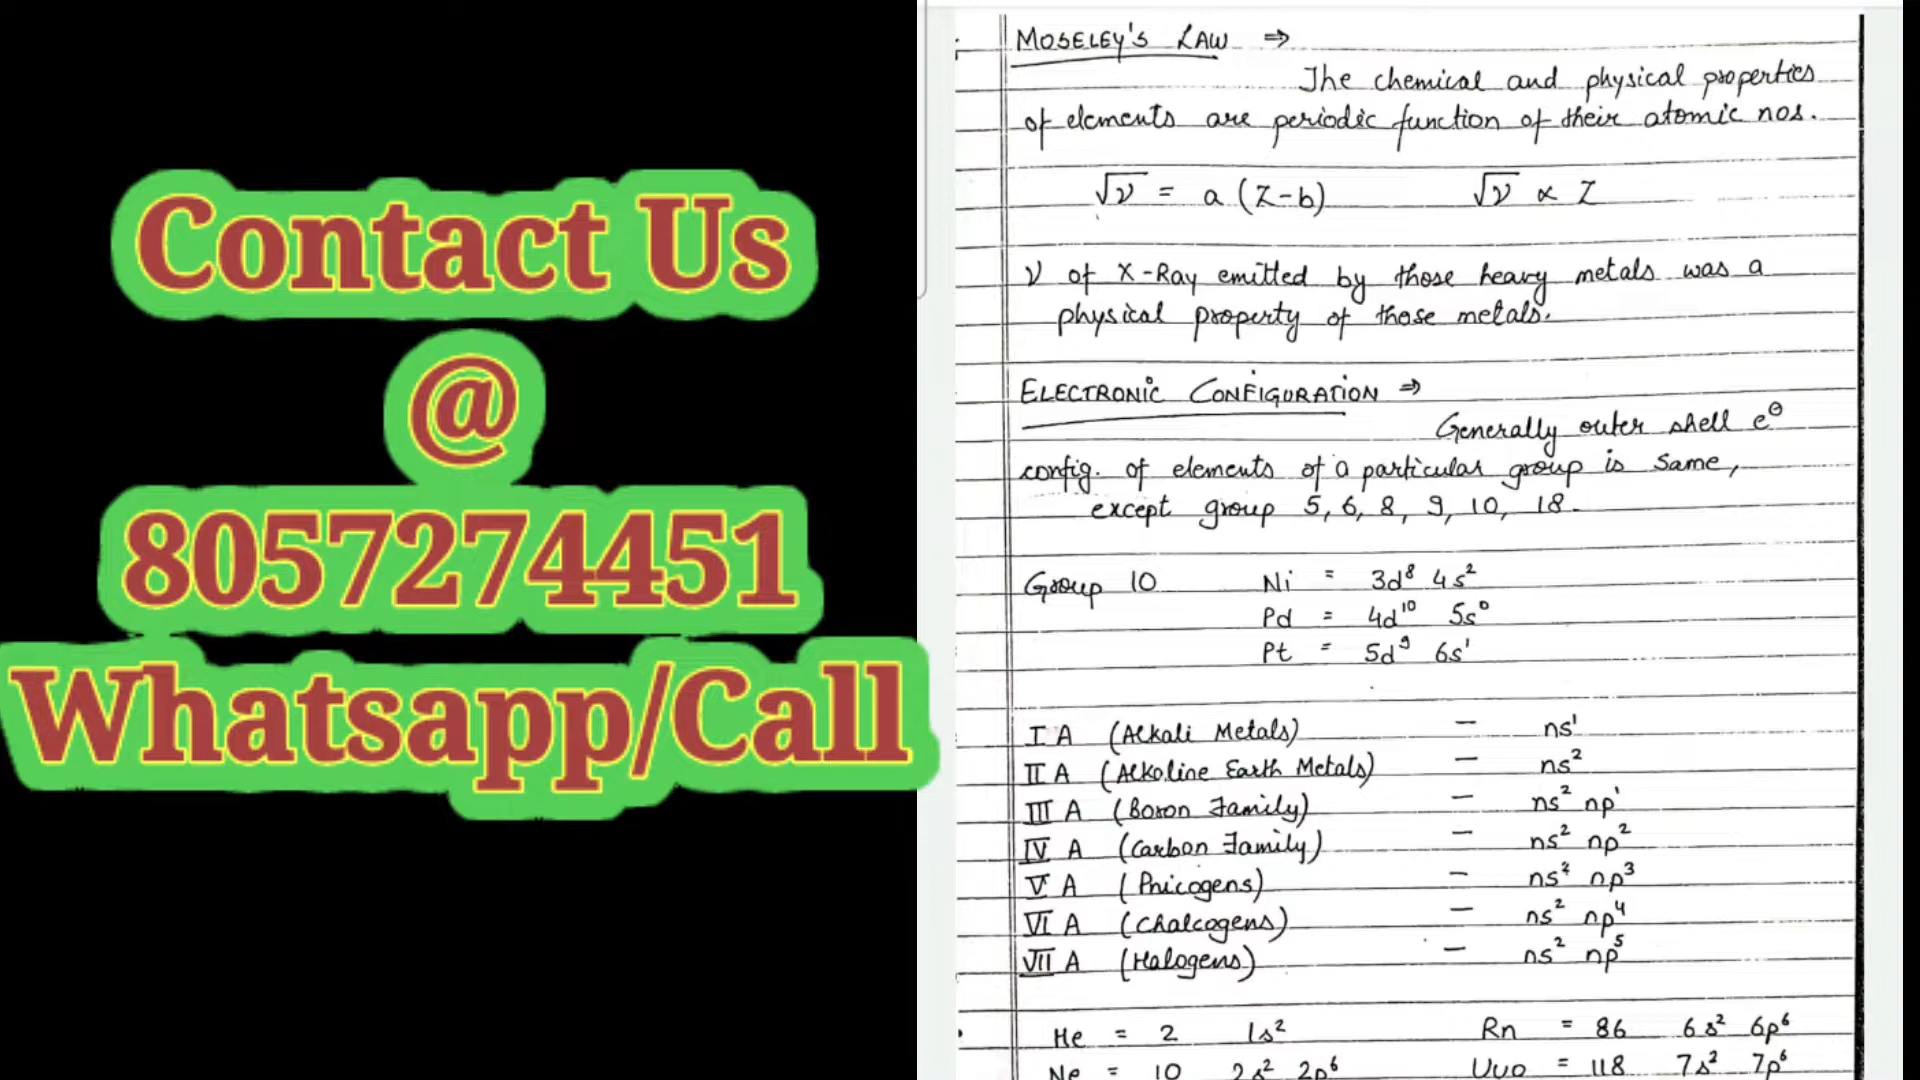 Contact Us
@
8057274451
Whatsapp/Call
MOSELEY'S LAW ⇒
The chemical and physical properties
of elements are periodic function of their atomic nos.
√ν = a (Z-b) √ν ∝ Z
ν of X-Ray emitted by those heavy metals was a
physical property of those metals.
ELECTRONIC CONFIGURATION ⇒
Generally outer shell e⊖
config. of elements of a particular group is same,
except group 5, 6, 8, 9, 10, 18.
Group 10 Ni = 3d⁸ 4s²
Pd = 4d¹⁰ 5s⁰
Pt = 5d⁹ 6s¹
I A (Alkali Metals) — ns¹
II A (Alkaline Earth Metals) — ns²
III A (Boron Family) — ns² np¹
IV A (Carbon Family) — ns² np²
V A (Pnicogens) — ns² np³
VI A (Chalcogens) — ns² np⁴
VII A (Halogens) — ns² np⁵
He = 2 1s² Rn = 86 6s² 6p⁶
Ne = 10 2s² 2p⁶ Uuo = 118 7s² 7p⁶